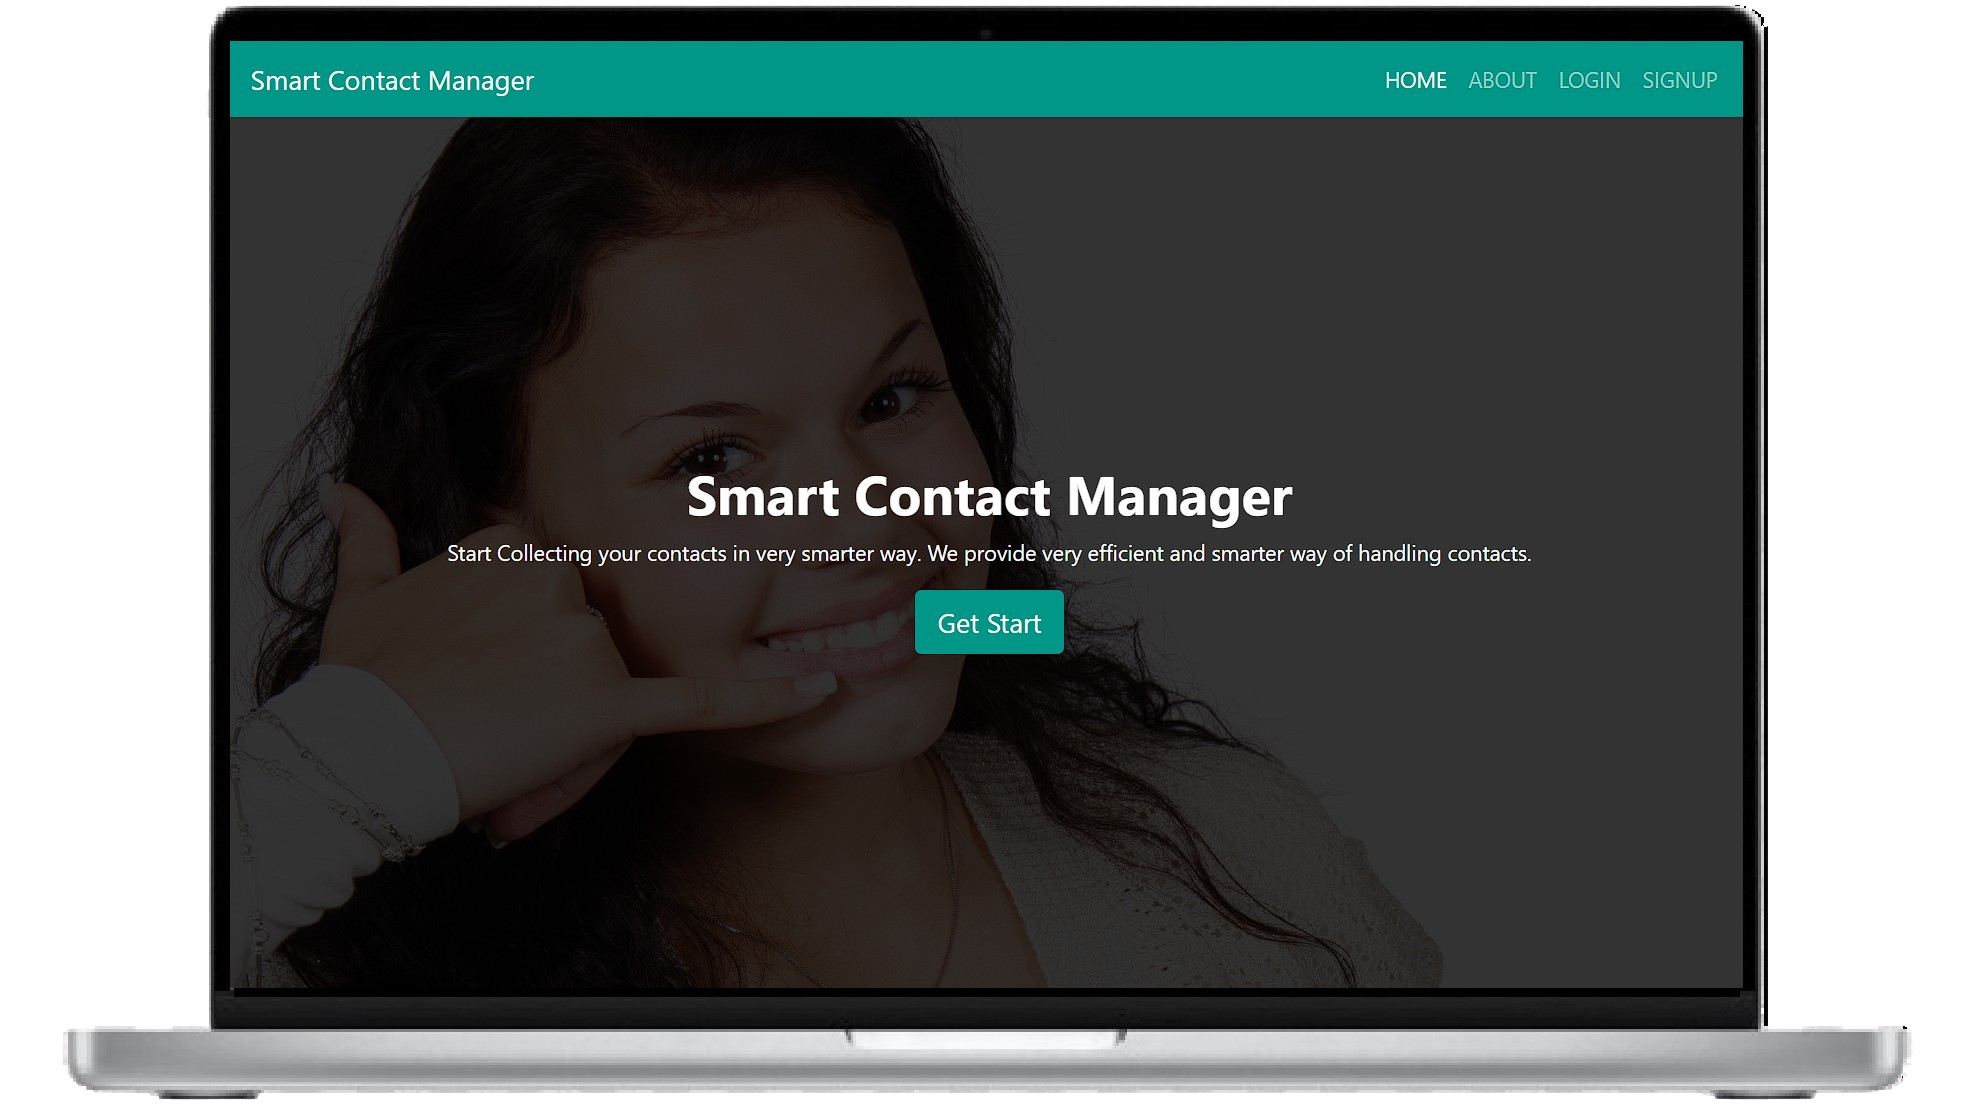 Smart Contact Manager
HOME ABOUT LOGIN SIGNUP
Smart Contact Manager
Start Collecting your contacts in very smarter way. We provide very efficient and smarter way of handling contacts.
Get Start